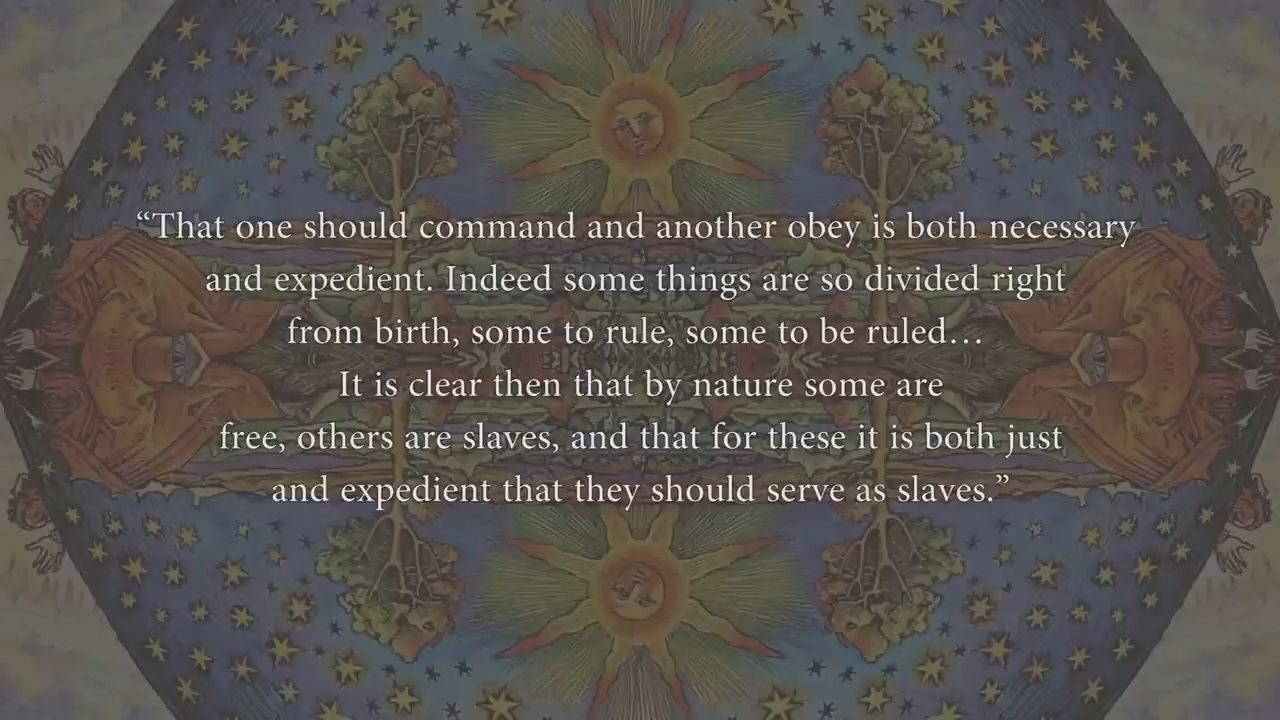 “That one should command and another obey is both necessary
and expedient. Indeed some things are so divided right
from birth, some to rule, some to be ruled…
It is clear then that by nature some are
free, others are slaves, and that for these it is both just
and expedient that they should serve as slaves.”